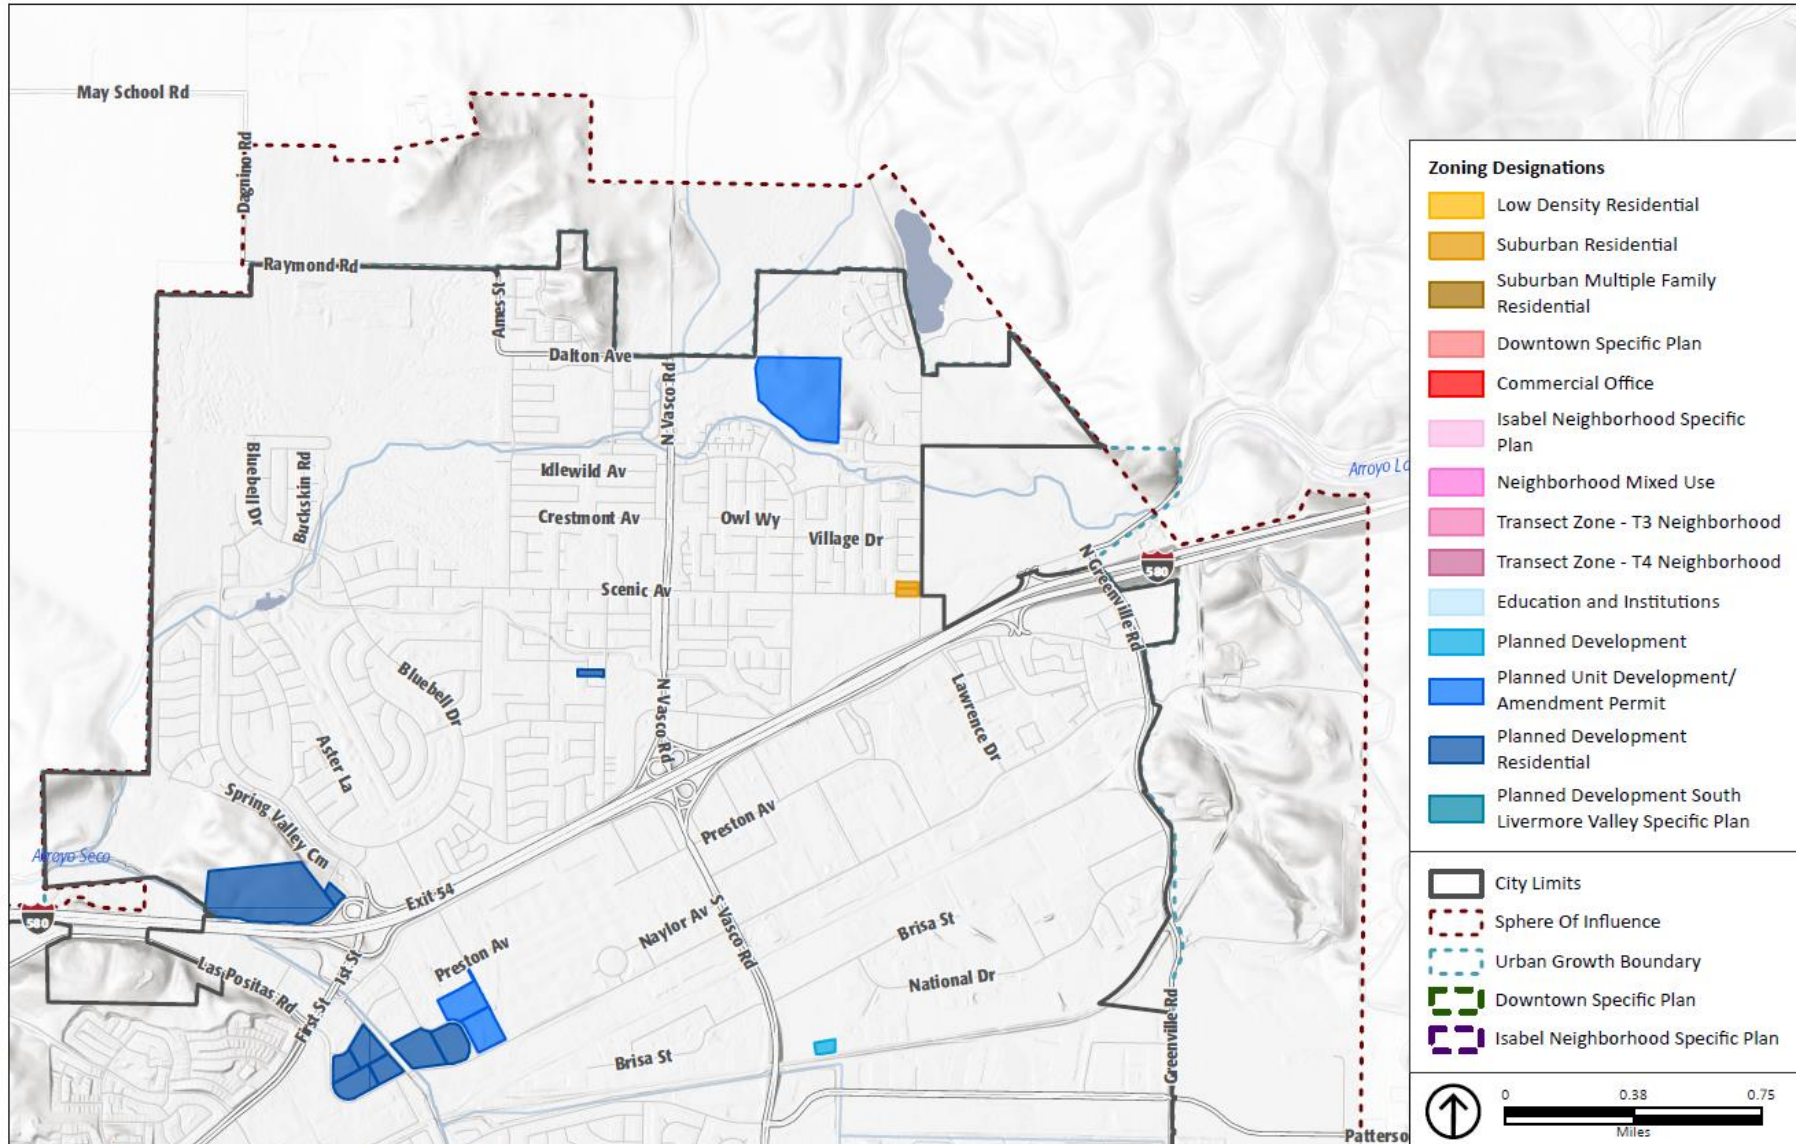 May School Rd
Dagnino Rd
Raymond Rd
Ames St
Dalton Ave
N Vasco Rd
Bluebell Dr
Buckskin Rd
Idlewild Av
Crestmont Av
Owl Wy
Village Dr
Scenic Av
Arroyo
N Greenville Rd
580
Bluebell Dr
N Vasco Rd
Lawrence Dr
Aster La
Spring Valley Cm
Preston Av
Arroyo Seco
Exit 54
580
Las Positas Rd
1st St
First St
Preston Av
Naylor Av
S Vasco Rd
Brisa St
National Dr
Brisa St
Greenville Rd
Patterso
Zoning Designations
Low Density Residential
Suburban Residential
Suburban Multiple Family
Residential
Downtown Specific Plan
Commercial Office
Isabel Neighborhood Specific
Plan
Neighborhood Mixed Use
Transect Zone - T3 Neighborhood
Transect Zone - T4 Neighborhood
Education and Institutions
Planned Development
Planned Unit Development/
Amendment Permit
Planned Development
Residential
Planned Development South
Livermore Valley Specific Plan
City Limits
Sphere Of Influence
Urban Growth Boundary
Downtown Specific Plan
Isabel Neighborhood Specific Plan
0 0.38 0.75
Miles